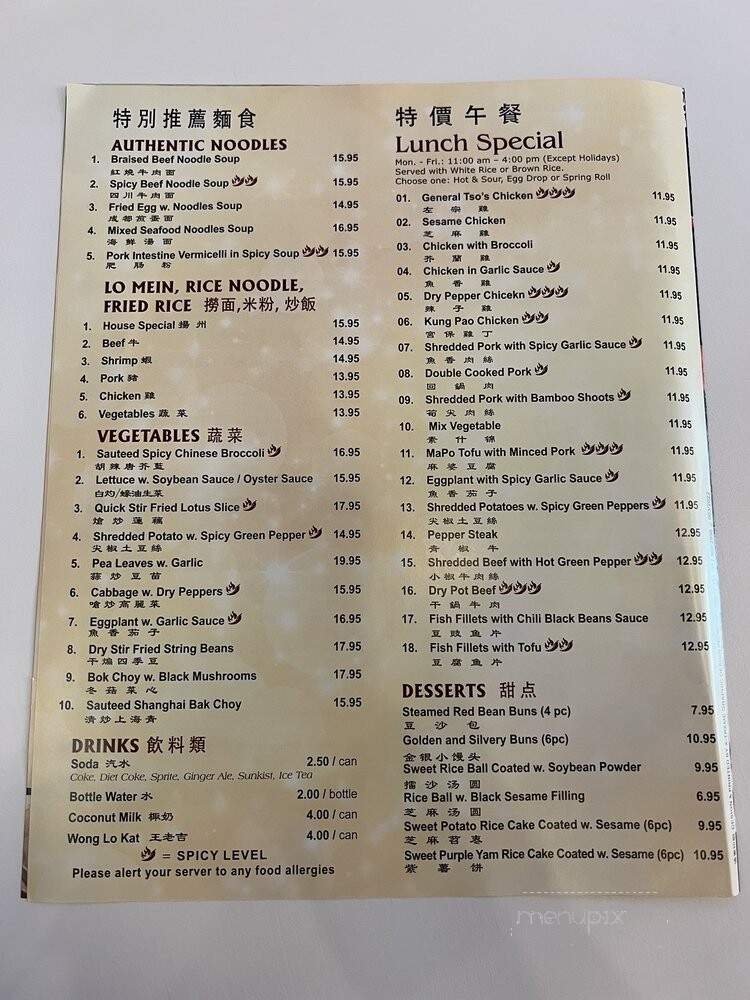 特別推薦麵食
AUTHENTIC NOODLES
1. Braised Beef Noodle Soup 15.95
紅燒牛肉面
2. Spicy Beef Noodle Soup 15.95
四川牛肉面
3. Fried Egg w. Noodles Soup 14.95
成都煎蛋面
4. Mixed Seafood Noodles Soup 16.95
海鮮湯面
5. Pork Intestine Vermicelli in Spicy Soup 15.95
肥腸粉
LO MEIN, RICE NOODLE,
FRIED RICE 撈面,米粉,炒飯
1. House Special 揚州 15.95
2. Beef 牛 14.95
3. Shrimp 蝦 14.95
4. Pork 豬 13.95
5. Chicken 雞 13.95
6. Vegetables 蔬菜 13.95
VEGETABLES 蔬菜
1. Sauteed Spicy Chinese Broccoli 16.95
胡辣唐芥藍
2. Lettuce w. Soybean Sauce / Oyster Sauce 15.95
白灼/蠔油生菜
3. Quick Stir Fried Lotus Slice 17.95
熗炒蓮藕
4. Shredded Potato w. Spicy Green Pepper 14.95
尖椒土豆絲
5. Pea Leaves w. Garlic 19.95
蒜炒豆苗
6. Cabbage w. Dry Peppers 15.95
嗆炒高麗菜
7. Eggplant w. Garlic Sauce 16.95
魚香茄子
8. Dry Stir Fried String Beans 17.95
干煸四季豆
9. Bok Choy w. Black Mushrooms 17.95
冬菇菜心
10. Sauteed Shanghai Bak Choy 15.95
清炒上海青
DRINKS 飲料類
Soda 汽水 2.50 / can
Coke, Diet Coke, Sprite, Ginger Ale, Sunkist, Ice Tea
Bottle Water 水 2.00 / bottle
Coconut Milk 椰奶 4.00 / can
Wong Lo Kat 王老吉 4.00 / can
= SPICY LEVEL
Please alert your server to any food allergies
特價午餐
Lunch Special
Mon. - Fri.: 11:00 am – 4:00 pm (Except Holidays)
Served with White Rice or Brown Rice.
Choose one: Hot & Sour, Egg Drop or Spring Roll
01. General Tso's Chicken 11.95
左宗雞
02. Sesame Chicken 11.95
芝麻雞
03. Chicken with Broccoli 11.95
芥蘭雞
04. Chicken in Garlic Sauce 11.95
魚香雞
05. Dry Pepper Chicekn 11.95
辣子雞
06. Kung Pao Chicken 11.95
宮保雞丁
07. Shredded Pork with Spicy Garlic Sauce 11.95
魚香肉絲
08. Double Cooked Pork 11.95
回鍋肉
09. Shredded Pork with Bamboo Shoots 11.95
筍尖肉絲
10. Mix Vegetable 11.95
素什锦
11. MaPo Tofu with Minced Pork 11.95
麻婆豆腐
12. Eggplant with Spicy Garlic Sauce 11.95
魚香茄子
13. Shredded Potatoes w. Spicy Green Peppers 11.95
尖椒土豆絲
14. Pepper Steak 12.95
青椒牛
15. Shredded Beef with Hot Green Pepper 12.95
小椒牛肉絲
16. Dry Pot Beef 12.95
干鍋牛肉
17. Fish Fillets with Chili Black Beans Sauce 12.95
豆豉鱼片
18. Fish Fillets with Tofu 12.95
豆腐鱼片
DESSERTS 甜点
Steamed Red Bean Buns (4 pc) 7.95
豆沙包
Golden and Silvery Buns (6pc) 10.95
金银小馒头
Sweet Rice Ball Coated w. Soybean Powder 9.95
擂沙汤圆
Rice Ball w. Black Sesame Filling 6.95
芝麻汤圆
Sweet Potato Rice Cake Coated w. Sesame (6pc) 9.95
芝麻苕枣
Sweet Purple Yam Rice Cake Coated w. Sesame (6pc) 10.95
紫薯饼
menupix